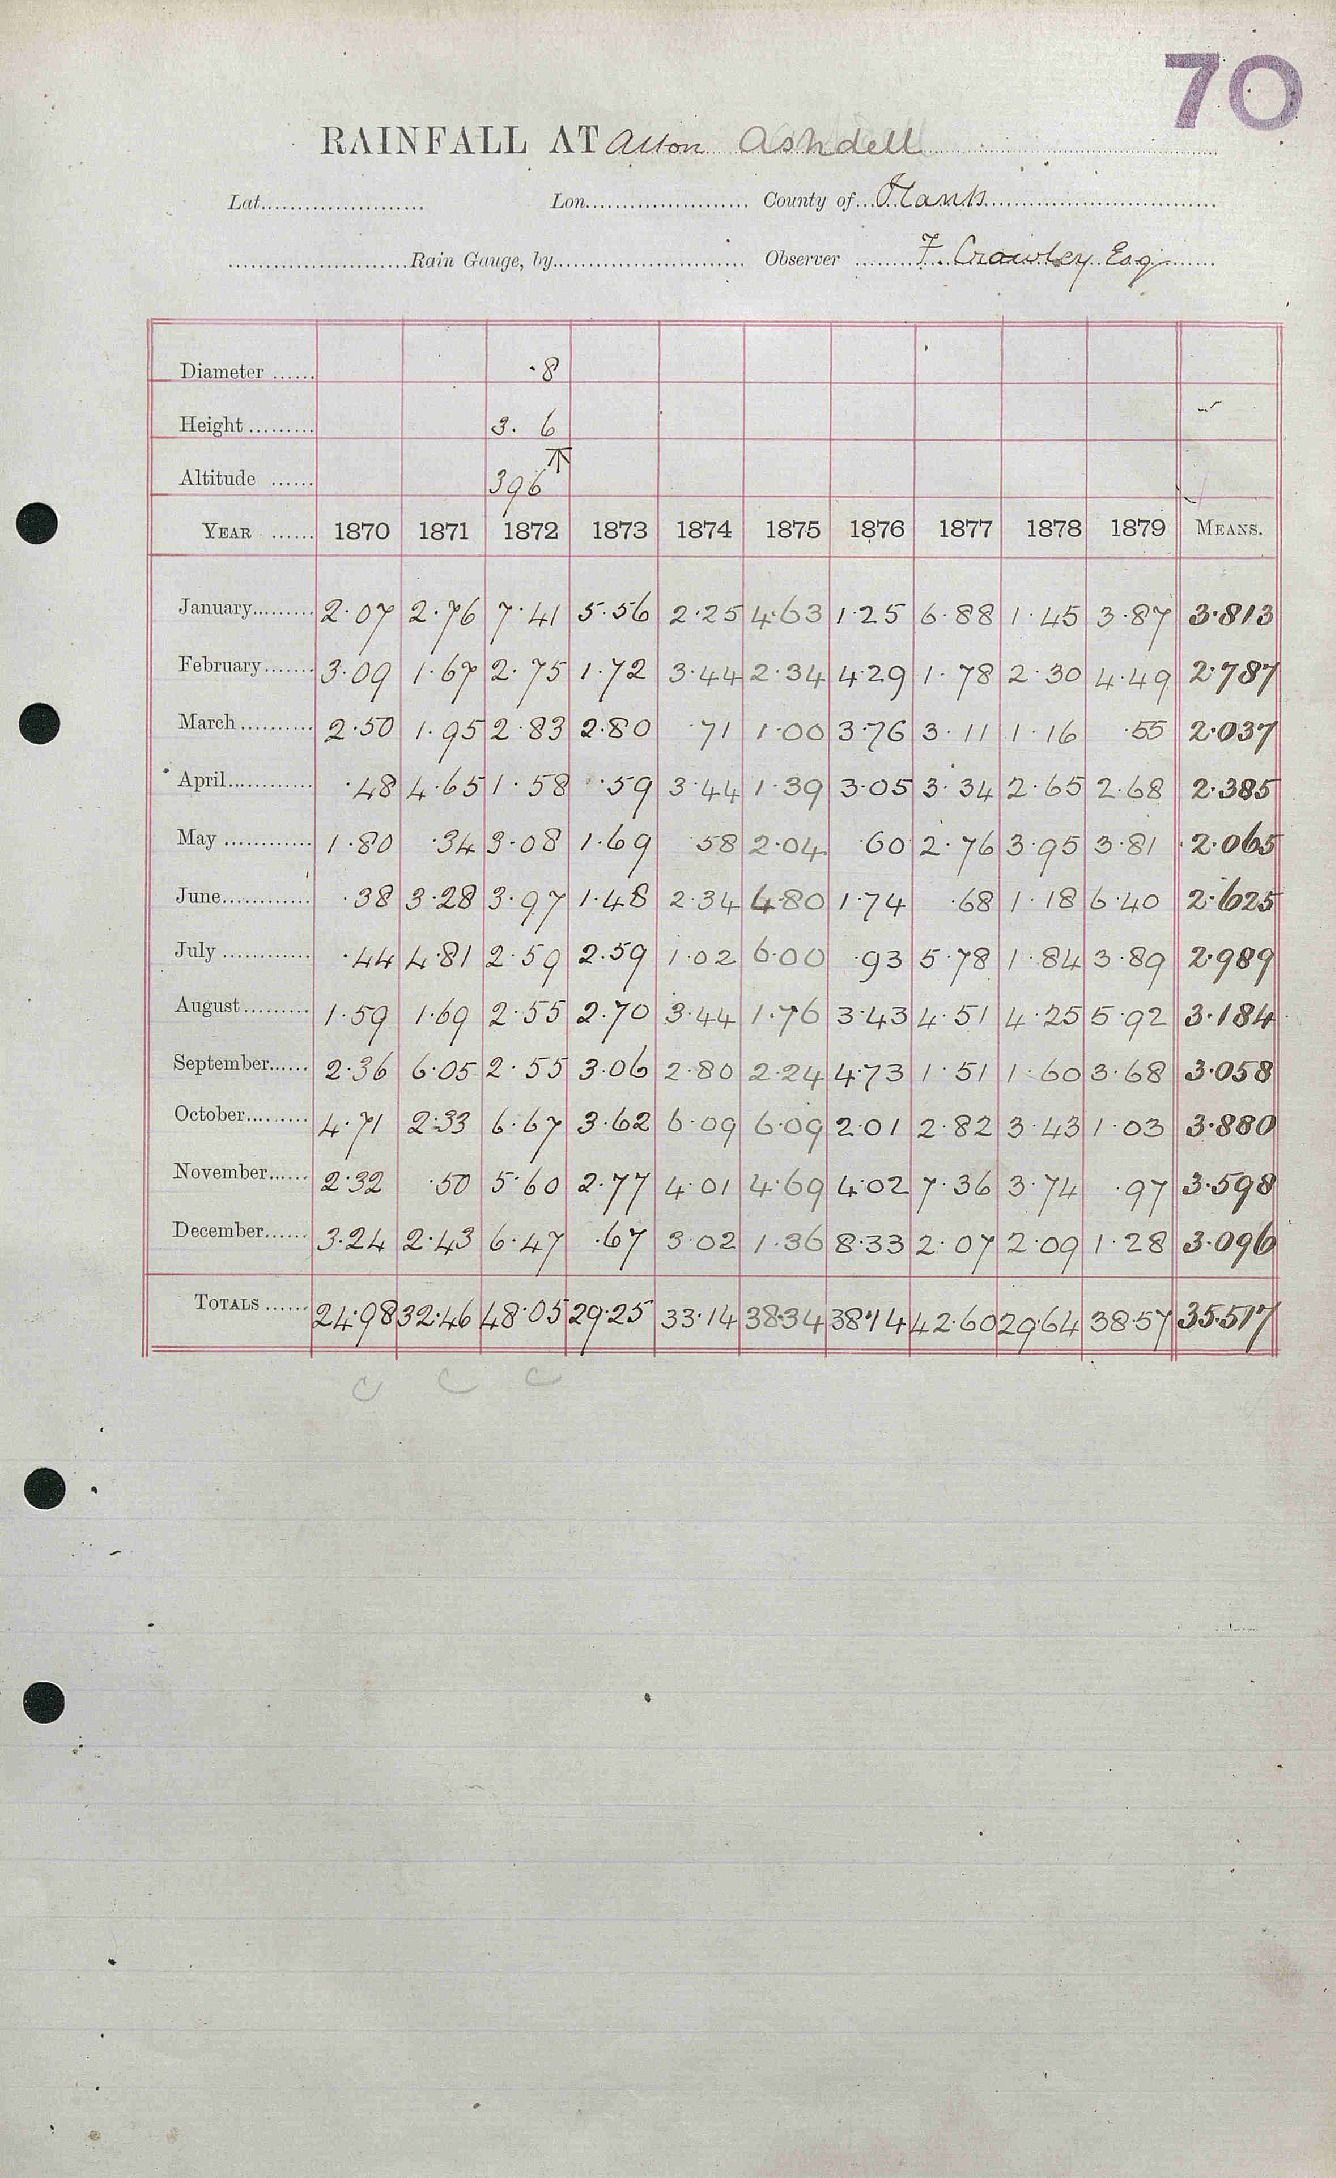 70
RAINFALL AT Alton Ashdell
Lat. Lon. County of Hants
Rain Gauge, by Observer F. Crawley Esq
Diameter ·8
Height 3. 6
Altitude 396
YEAR 1870 1871 1872 1873 1874 1875 1876 1877 1878 1879 MEANS.
January 2·07 2·76 7·41 5·56 2·25 4·63 1·25 6·88 1·45 3·87 3·813
February 3·09 1·67 2·75 1·72 3·44 2·34 4·29 1·78 2·30 4·49 2·787
March 2·50 1·95 2·83 2·80 ·71 1·00 3·76 3·11 1·16 ·55 2·037
April ·48 4·65 1·58 ·59 3·44 1·39 3·05 3·34 2·65 2·68 2·385
May 1·80 ·34 3·08 1·69 ·58 2·04 ·60 2·76 3·95 3·81 2·065
June ·38 3·28 3·97 1·48 2·34 4·80 1·74 ·68 1·18 6·40 2·625
July ·44 4·81 2·59 2·59 1·02 6·00 ·93 5·78 1·84 3·89 2·989
August 1·59 1·69 2·55 2·70 3·44 1·76 3·43 4·51 4·25 5·92 3·184
September 2·36 6·05 2·55 3·06 2·80 2·24 4·73 1·51 1·60 3·68 3·058
October 4·71 2·33 6·67 3·62 6·09 6·09 2·01 2·82 3·43 1·03 3·880
November 2·32 ·50 5·60 2·77 4·01 4·69 4·02 7·36 3·74 ·97 3·598
December 3·24 2·43 6·47 ·67 3·02 1·36 8·33 2·07 2·09 1·28 3·096
TOTALS 24·98 32·46 48·05 29·25 33·14 38·34 38·14 42·60 29·64 38·57 35·517
C C C